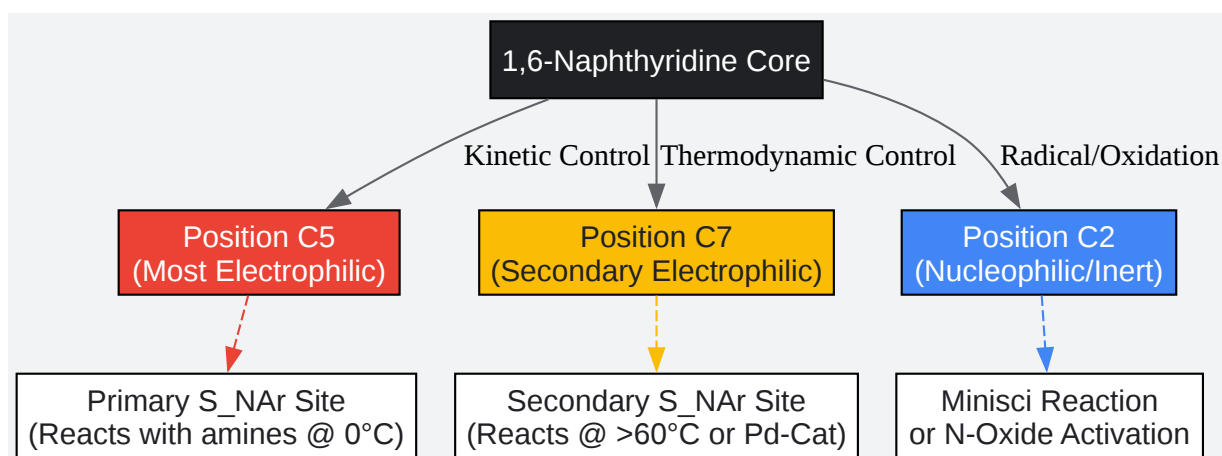 1,6-Naphthyridine Core
Kinetic Control
Thermodynamic Control
Radical/Oxidation
Position C5
(Most Electrophilic)
Position C7
(Secondary Electrophilic)
Position C2
(Nucleophilic/Inert)
Primary S_NAr Site
(Reacts with amines @ 0°C)
Secondary S_NAr Site
(Reacts @ >60°C or Pd-Cat)
Minisci Reaction
or N-Oxide Activation